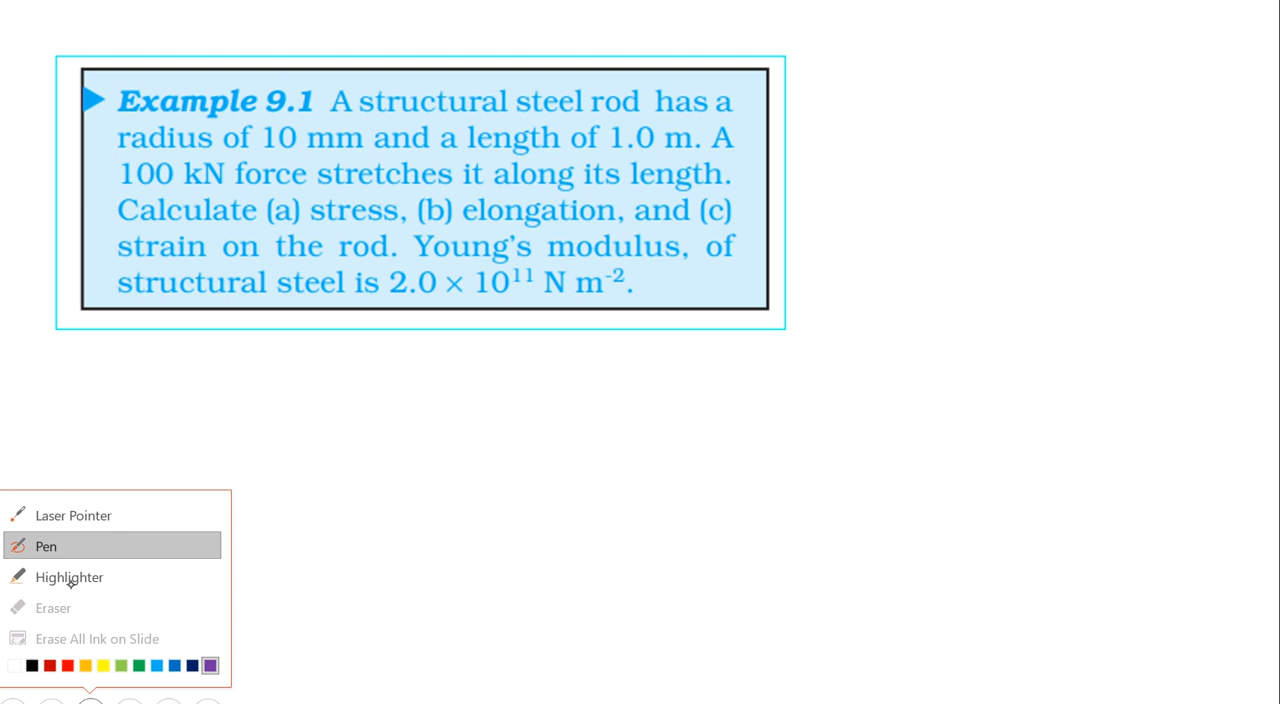 Example 9.1 A structural steel rod has a
radius of 10 mm and a length of 1.0 m. A
100 kN force stretches it along its length.
Calculate (a) stress, (b) elongation, and (c)
strain on the rod. Young's modulus, of
structural steel is 2.0 × 10¹¹ N m⁻².
Laser Pointer
Pen
Highlighter
Eraser
Erase All Ink on Slide